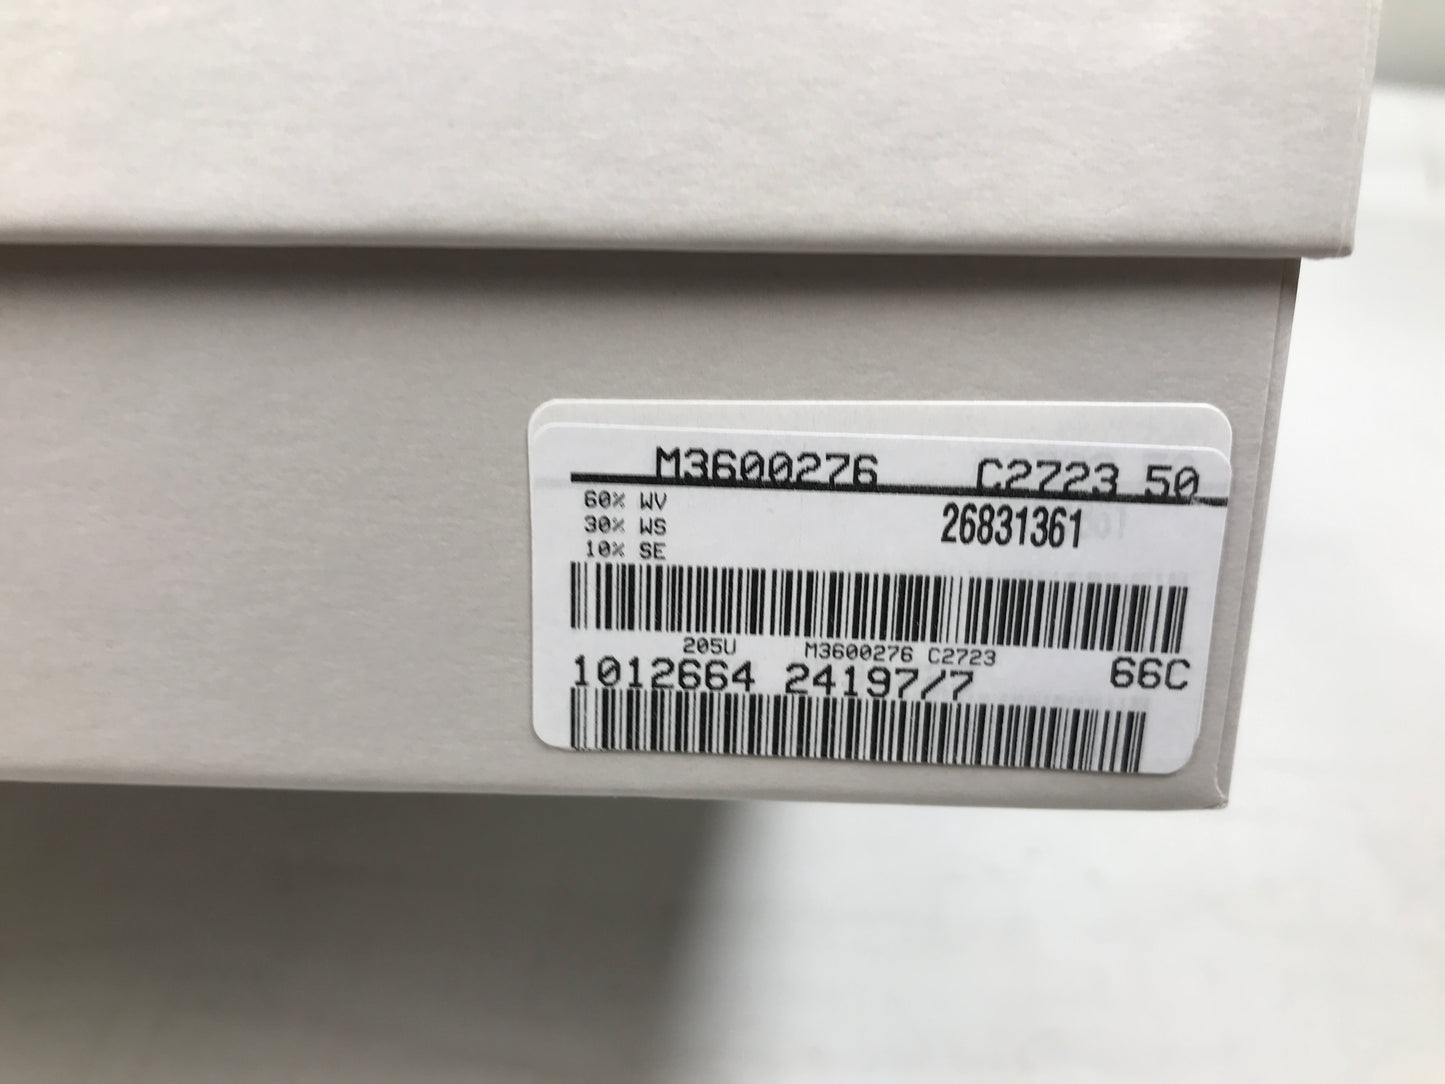 M3600276 C2723 50
60% WV
30% WS
10% SE
26831361
205U M3600276 C2723
1012664 24197/7 66C